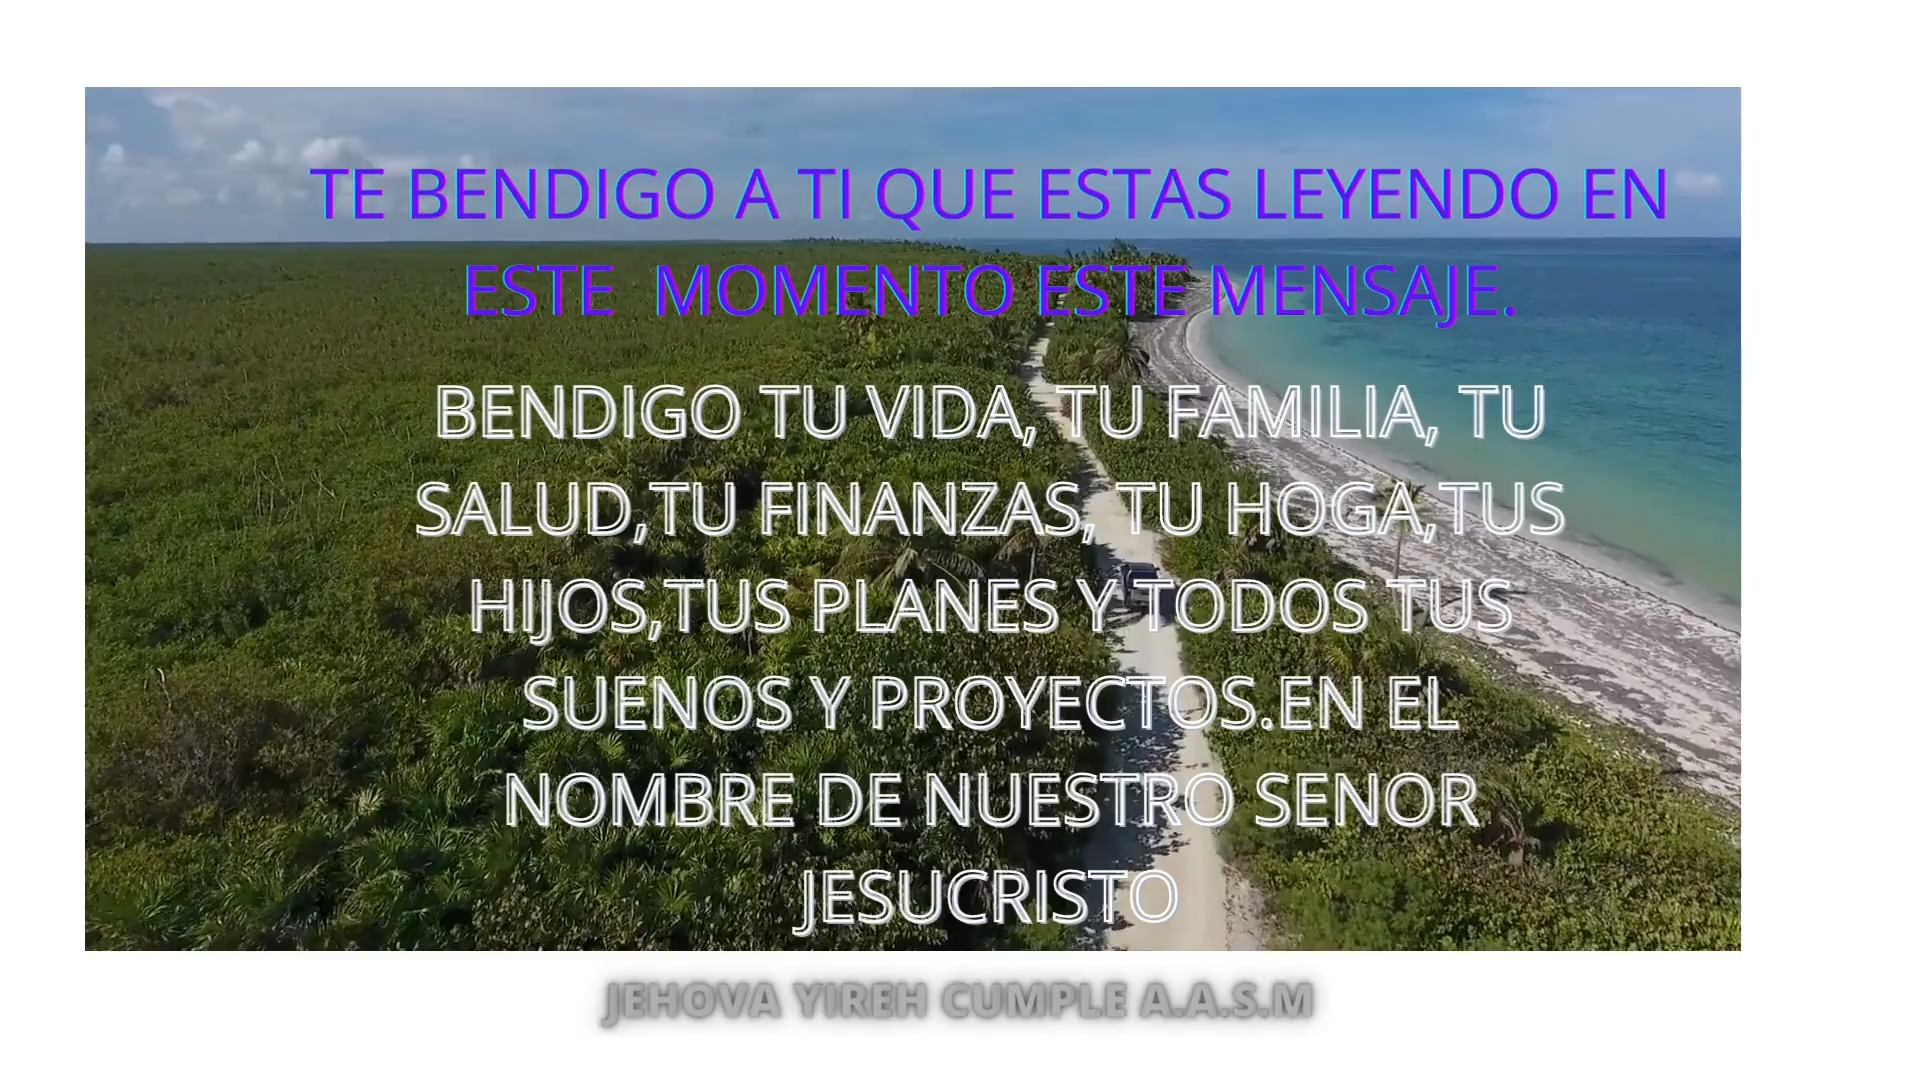 TE BENDIGO A TI QUE ESTAS LEYENDO EN
ESTE MOMENTO ESTE MENSAJE.
BENDIGO TU VIDA, TU FAMILIA, TU
SALUD,TU FINANZAS, TU HOGA,TUS
HIJOS,TUS PLANES Y TODOS TUS
SUENOS Y PROYECTOS.EN EL
NOMBRE DE NUESTRO SENOR
JESUCRISTO
JEHOVA YIREH CUMPLE A.A.S.M